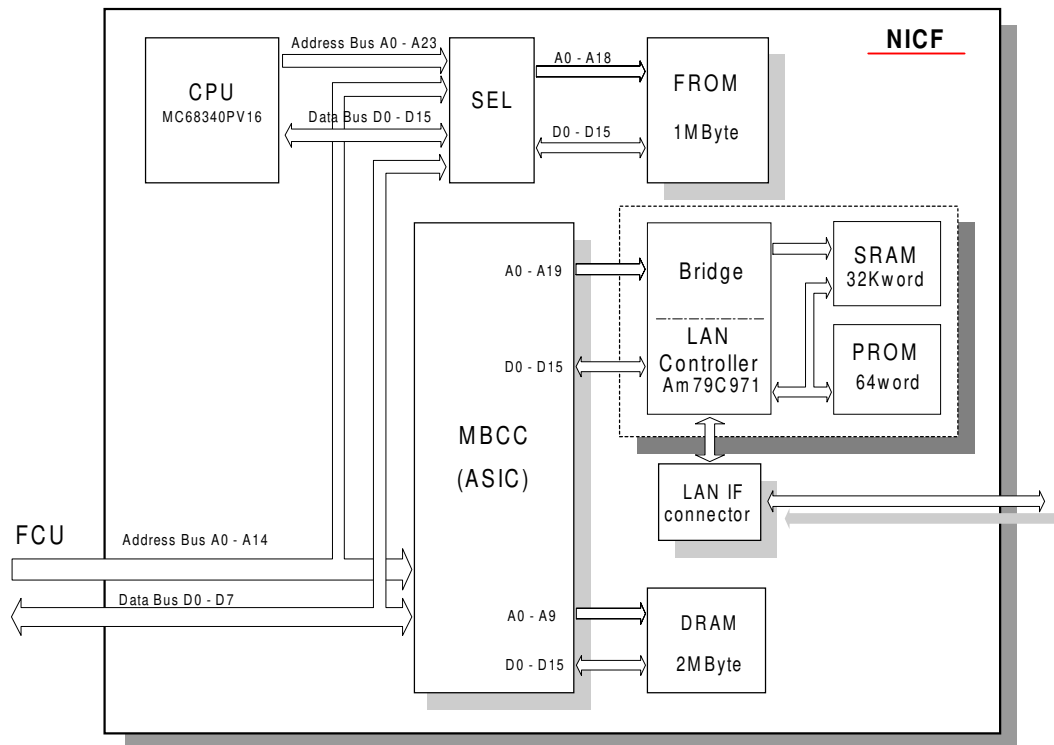 NICF
Address Bus A0 - A23
CPU
MC68340PV16
Data Bus D0 - D15
SEL
A0 - A18
D0 - D15
FROM
1MByte
A0 - A19
D0 - D15
Bridge
LAN
Controller
Am79C971
SRAM
32Kword
PROM
64word
MBCC
(ASIC)
LAN IF
connector
FCU
Address Bus A0 - A14
Data Bus D0 - D7
A0 - A9
D0 - D15
DRAM
2MByte